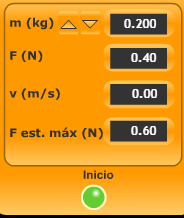 m (kg) 0.200
F (N) 0.40
v (m/s) 0.00
F est. máx (N) 0.60
Inicio